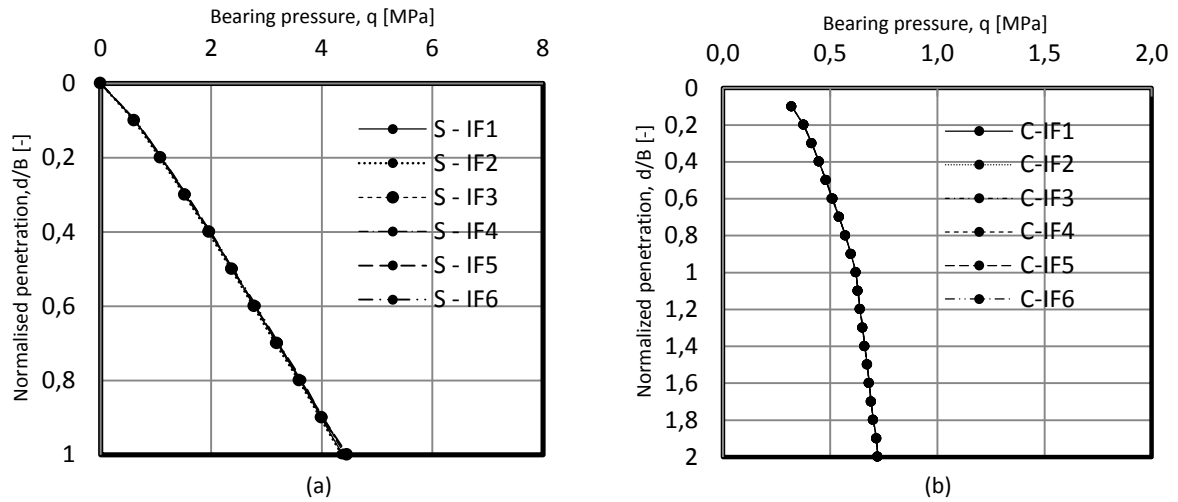 Bearing pressure, q [MPa]
0 2 4 6 8
Normalised penetration,d/B [-]
0
0,2
0,4
0,6
0,8
1
S - IF1
S - IF2
S - IF3
S - IF4
S - IF5
S - IF6
(a)
Bearing pressure, q [MPa]
0,0 0,5 1,0 1,5 2,0
Normalized penetration, d/B [-]
0
0,2
0,4
0,6
0,8
1
1,2
1,4
1,6
1,8
2
C-IF1
C-IF2
C-IF3
C-IF4
C-IF5
C-IF6
(b)